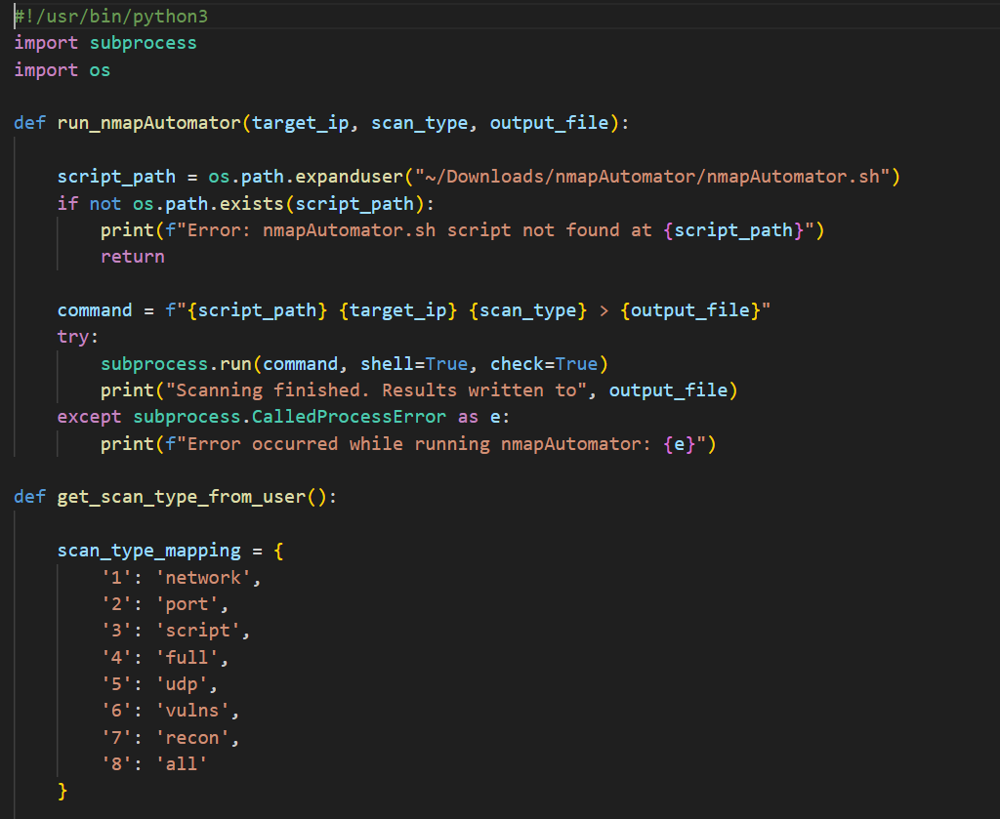 #!/usr/bin/python3
import subprocess
import os

def run_nmapAutomator(target_ip, scan_type, output_file):

    script_path = os.path.expanduser("~/Downloads/nmapAutomator/nmapAutomator.sh")
    if not os.path.exists(script_path):
        print(f"Error: nmapAutomator.sh script not found at {script_path}")
        return

    command = f"{script_path} {target_ip} {scan_type} > {output_file}"
    try:
        subprocess.run(command, shell=True, check=True)
        print("Scanning finished. Results written to", output_file)
    except subprocess.CalledProcessError as e:
        print(f"Error occurred while running nmapAutomator: {e}")

def get_scan_type_from_user():

    scan_type_mapping = {
        '1': 'network',
        '2': 'port',
        '3': 'script',
        '4': 'full',
        '5': 'udp',
        '6': 'vulns',
        '7': 'recon',
        '8': 'all'
    }